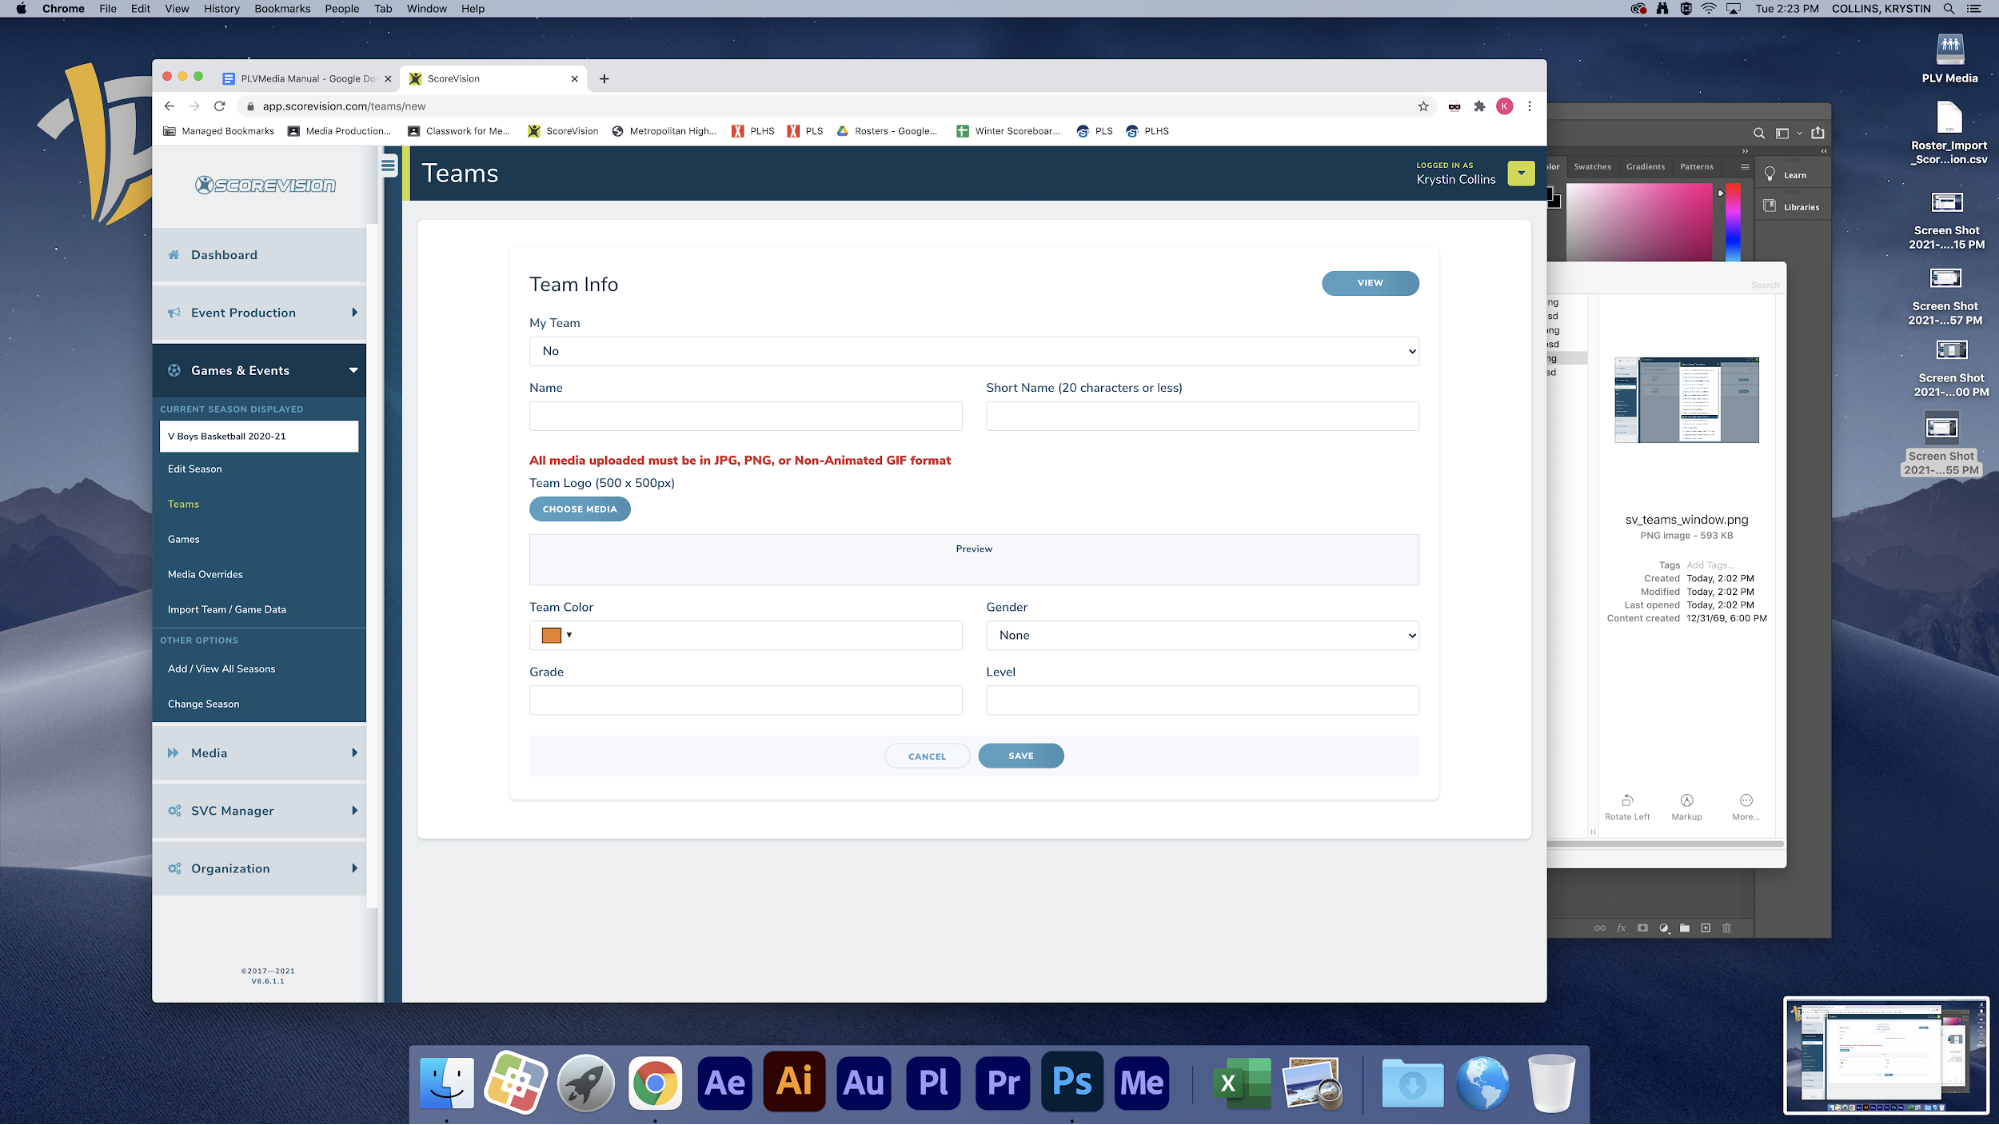 Chrome File Edit View History Bookmarks People Tab Window Help
Tue 2:23 PM COLLINS, KRYSTIN
PLVMedia Manual - Google Do
ScoreVision
app.scorevision.com/teams/new
K
Managed Bookmarks
Media Production...
Classwork for Me...
ScoreVision
Metropolitan High...
PLHS
PLS
Rosters - Google...
Winter Scoreboar...
PLS
PLHS
SCOREVISION
Teams
LOGGED IN AS
Krystin Collins
Dashboard
Event Production
Games & Events
CURRENT SEASON DISPLAYED
V Boys Basketball 2020-21
Edit Season
Teams
Games
Media Overrides
Import Team / Game Data
OTHER OPTIONS
Add / View All Seasons
Change Season
Media
SVC Manager
Organization
©2017—2021
V6.6.1.1
Team Info
VIEW
My Team
No
Name
Short Name (20 characters or less)
All media uploaded must be in JPG, PNG, or Non-Animated GIF format
Team Logo (500 x 500px)
CHOOSE MEDIA
Preview
Team Color
Gender
None
Grade
Level
CANCEL
SAVE
Swatches
Gradients
Patterns
Learn
Libraries
Search
sv_teams_window.png
PNG image - 593 KB
Tags Add Tags...
Created Today, 2:02 PM
Modified Today, 2:02 PM
Last opened Today, 2:02 PM
Content created 12/31/69, 6:00 PM
Rotate Left
Markup
More...
fx
PLV Media
Roster_Import
_Scor...ion.csv
Screen Shot
2021-....15 PM
Screen Shot
2021-...57 PM
Screen Shot
2021-...00 PM
Screen Shot
2021-...55 PM
Ae
Ai
Au
Pl
Pr
Ps
Me
X